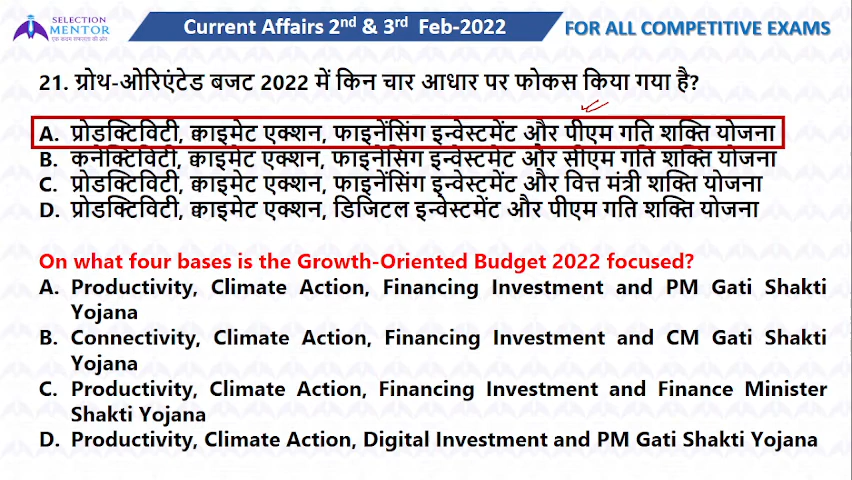 SELECTION
MENTOR
एक कदम सफलता की ओर
Current Affairs 2nd & 3rd Feb-2022
FOR ALL COMPETITIVE EXAMS
21. ग्रोथ-ओरिएंटेड बजट 2022 में किन चार आधार पर फोकस किया गया है?
A. प्रोडक्टिविटी, क्लाइमेट एक्शन, फाइनेंसिंग इन्वेस्टमेंट और पीएम गति शक्ति योजना
B. कनेक्टिविटी, क्लाइमेट एक्शन, फाइनेंसिंग इन्वेस्टमेंट और सीएम गति शक्ति योजना
C. प्रोडक्टिविटी, क्लाइमेट एक्शन, फाइनेंसिंग इन्वेस्टमेंट और वित्त मंत्री शक्ति योजना
D. प्रोडक्टिविटी, क्लाइमेट एक्शन, डिजिटल इन्वेस्टमेंट और पीएम गति शक्ति योजना
On what four bases is the Growth-Oriented Budget 2022 focused?
A. Productivity, Climate Action, Financing Investment and PM Gati Shakti
Yojana
B. Connectivity, Climate Action, Financing Investment and CM Gati Shakti
Yojana
C. Productivity, Climate Action, Financing Investment and Finance Minister
Shakti Yojana
D. Productivity, Climate Action, Digital Investment and PM Gati Shakti Yojana